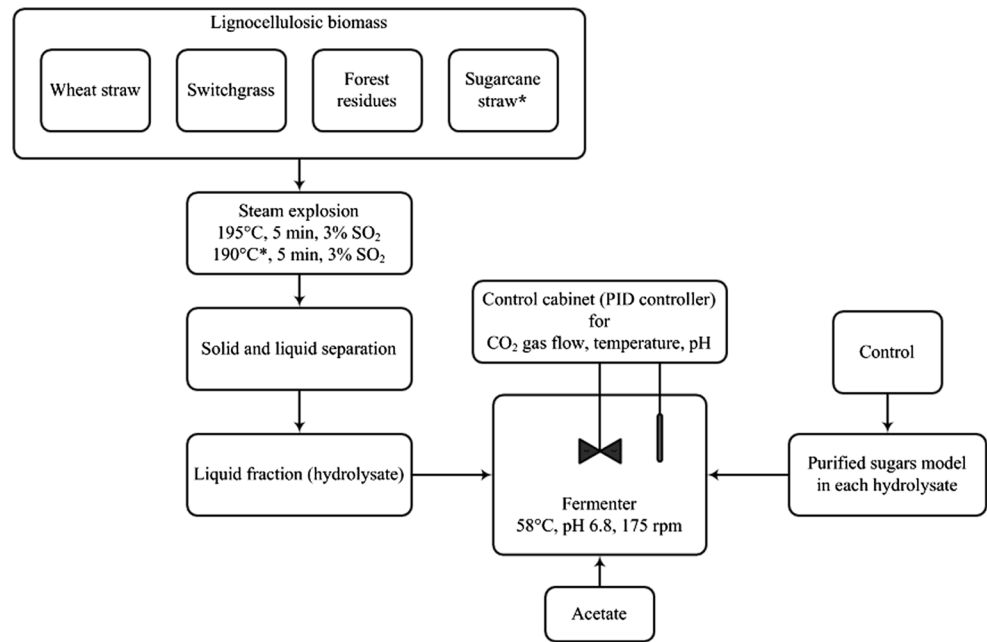 Lignocellulosic biomass
Wheat straw
Switchgrass
Forest
residues
Sugarcane
straw*
Steam explosion
195°C, 5 min, 3% SO₂
190°C*, 5 min, 3% SO₂
Solid and liquid separation
Liquid fraction (hydrolysate)
Control cabinet (PID controller)
for
CO₂ gas flow, temperature, pH
Control
Purified sugars model
in each hydrolysate
Fermenter
58°C, pH 6.8, 175 rpm
Acetate